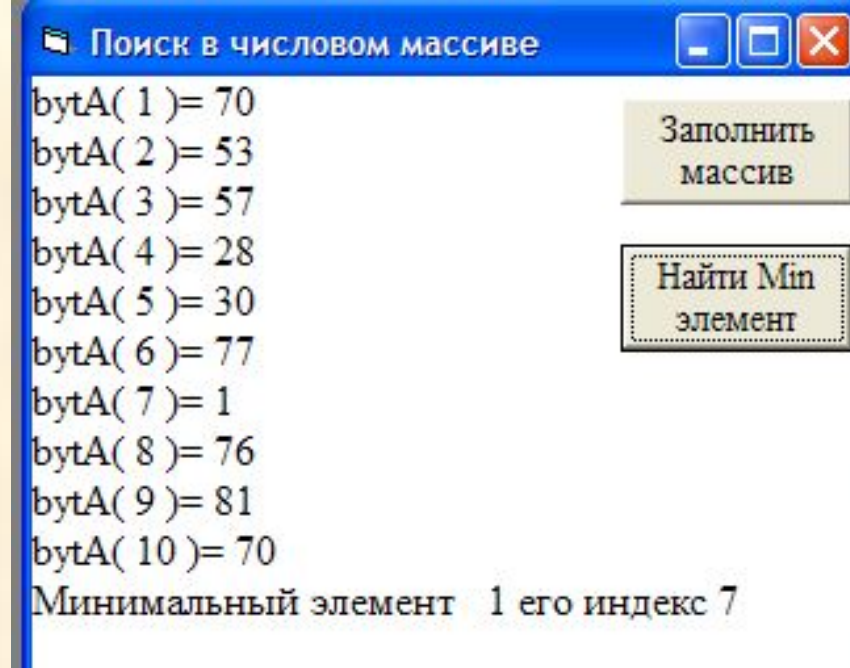 Поиск в числовом массиве
bytA( 1 )= 70
bytA( 2 )= 53
bytA( 3 )= 57
bytA( 4 )= 28
bytA( 5 )= 30
bytA( 6 )= 77
bytA( 7 )= 1
bytA( 8 )= 76
bytA( 9 )= 81
bytA( 10 )= 70
Минимальный элемент 1 его индекс 7
Заполнить
массив
Найти Min
элемент